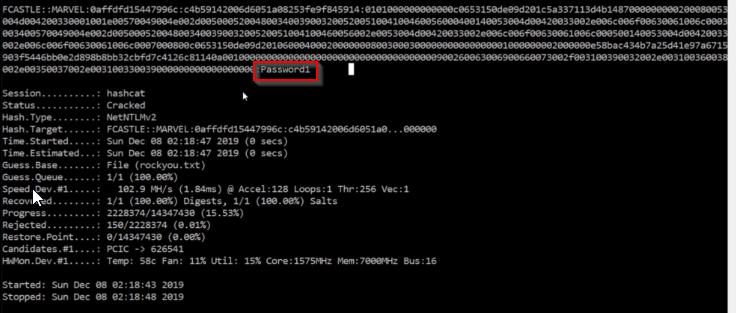 FCASTLE::MARVEL:0affdfd15447996c:c4b59142006d6051a08253fe9f845914:0101000000000000c0653150de09d201c5a337113d4b1487000000000200080053
:Password1
Session..........: hashcat
Status...........: Cracked
Hash.Type........: NetNTLMv2
Hash.Target......: FCASTLE::MARVEL:0affdfd15447996c:c4b59142006d6051a0...000000
Time.Started.....: Sun Dec 08 02:18:47 2019 (0 secs)
Time.Estimated...: Sun Dec 08 02:18:47 2019 (0 secs)
Guess.Base.......: File (rockyou.txt)
Guess.Queue......: 1/1 (100.00%)
Speed.Dev.#1.....: 102.9 MH/s (1.84ms) @ Accel:128 Loops:1 Thr:256 Vec:1
Recovered........: 1/1 (100.00%) Digests, 1/1 (100.00%) Salts
Progress.........: 2228374/14347430 (15.53%)
Rejected.........: 150/2228374 (0.01%)
Restore.Point....: 0/14347430 (0.00%)
Candidates.#1....: PCIC -> 626541
HWMon.Dev.#1.....: Temp: 58c Fan: 11% Util: 15% Core:1575MHz Mem:7000MHz Bus:16
Started: Sun Dec 08 02:18:43 2019
Stopped: Sun Dec 08 02:18:48 2019